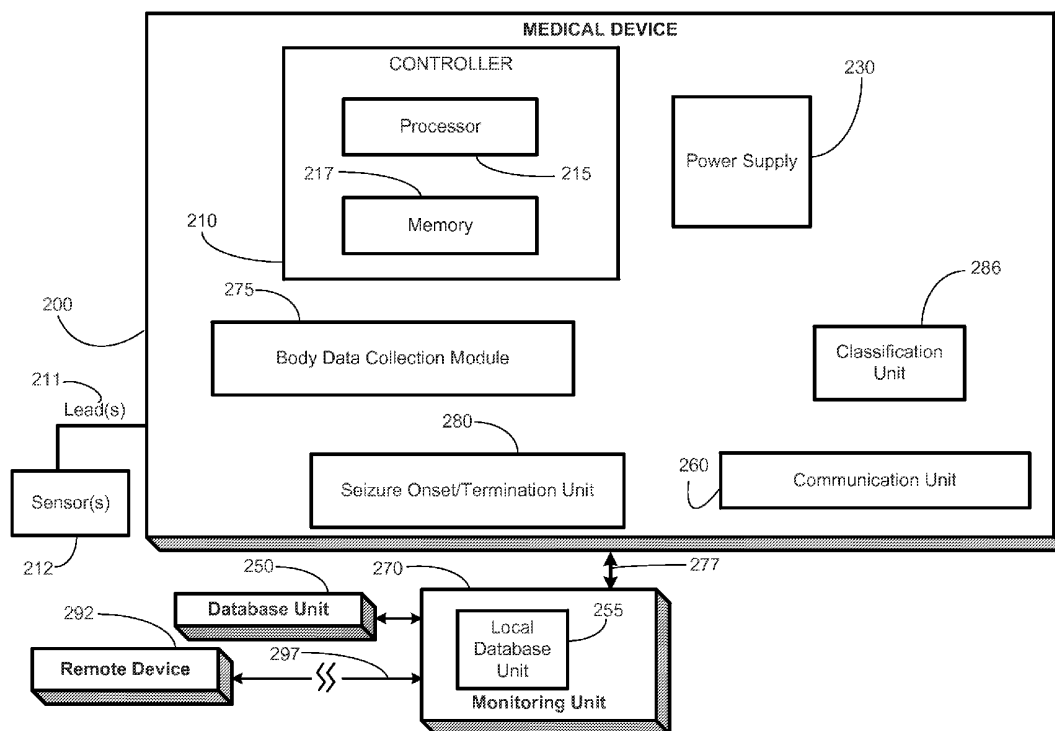 MEDICAL DEVICE
CONTROLLER
230
Processor
Power Supply
217
215
Memory
210
286
275
200
Body Data Collection Module
Classification
Unit
211
Lead(s)
280
260
Communication Unit
Seizure Onset/Termination Unit
Sensor(s)
212
250
270
277
292
Database Unit
255
Local
Database
Unit
Remote Device
297
Monitoring Unit